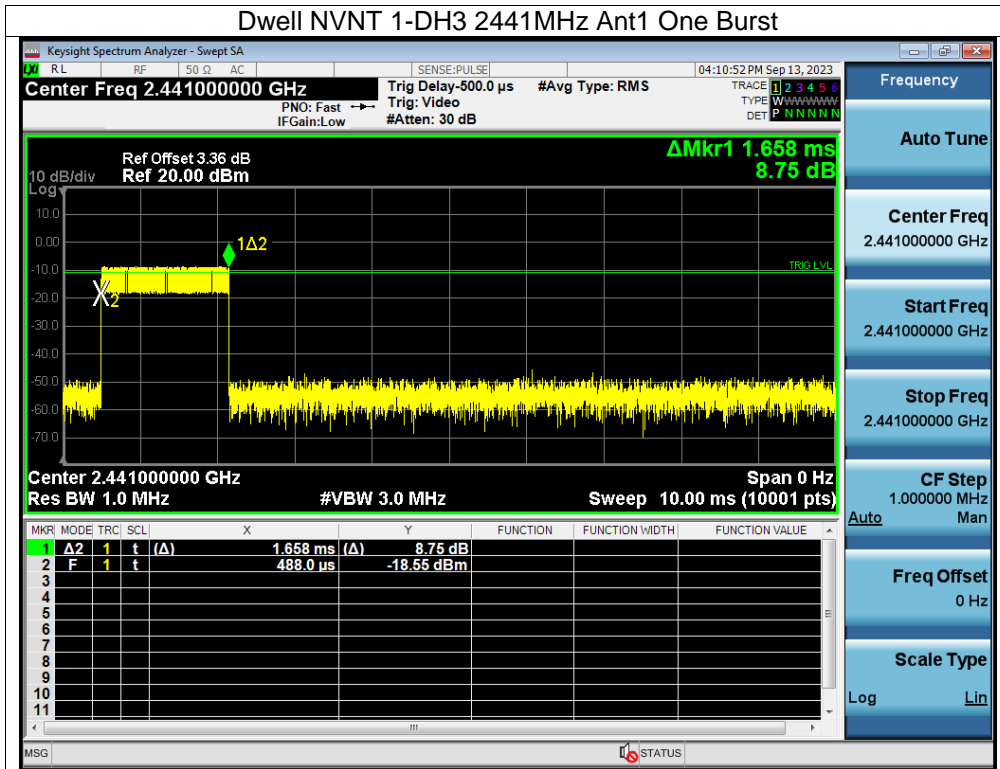 Dwell NVNT 1-DH3 2441MHz Ant1 One Burst
Keysight Spectrum Analyzer - Swept SA
LXI RL RF 50 Ω AC SENSE:PULSE 04:10:52 PM Sep 13, 2023
Center Freq 2.441000000 GHz Trig Delay-500.0 µs #Avg Type: RMS TRACE 1 2 3 4 5 6
PNO: Fast Trig: Video TYPE WWWWWW
IFGain:Low #Atten: 30 dB DET P N N N N N
ΔMkr1 1.658 ms
8.75 dB
Ref Offset 3.36 dB
10 dB/div Ref 20.00 dBm
Log
10.0
0.00
-10.0
-20.0
-30.0
-40.0
-50.0
-60.0
-70.0
1Δ2
TRIG LVL
X2
Center 2.441000000 GHz Span 0 Hz
Res BW 1.0 MHz #VBW 3.0 MHz Sweep 10.00 ms (10001 pts)
MKR MODE TRC SCL X Y FUNCTION FUNCTION WIDTH FUNCTION VALUE
1 Δ2 1 t (Δ) 1.658 ms (Δ) 8.75 dB
2 F 1 t 488.0 µs -18.55 dBm
3
4
5
6
7
8
9
10
11
MSG STATUS
Frequency
Auto Tune
Center Freq
2.441000000 GHz
Start Freq
2.441000000 GHz
Stop Freq
2.441000000 GHz
CF Step
1.000000 MHz
Auto Man
Freq Offset
0 Hz
Scale Type
Log Lin